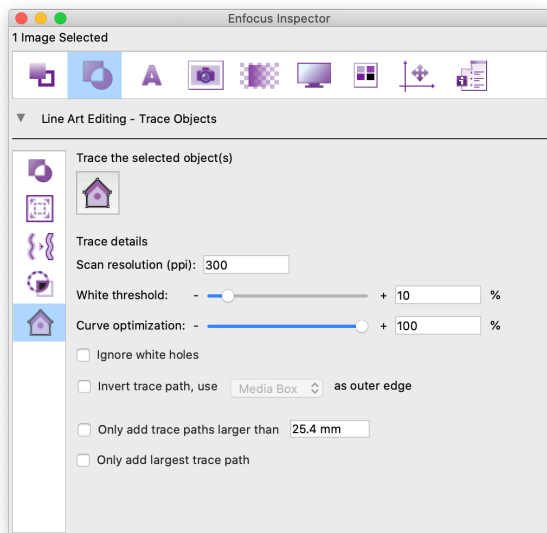 Enfocus Inspector
1 Image Selected
A
Line Art Editing - Trace Objects
Trace the selected object(s)
Trace details
Scan resolution (ppi): 300
White threshold: - + 10 %
Curve optimization: - + 100 %
Ignore white holes
Invert trace path, use Media Box as outer edge
Only add trace paths larger than 25.4 mm
Only add largest trace path